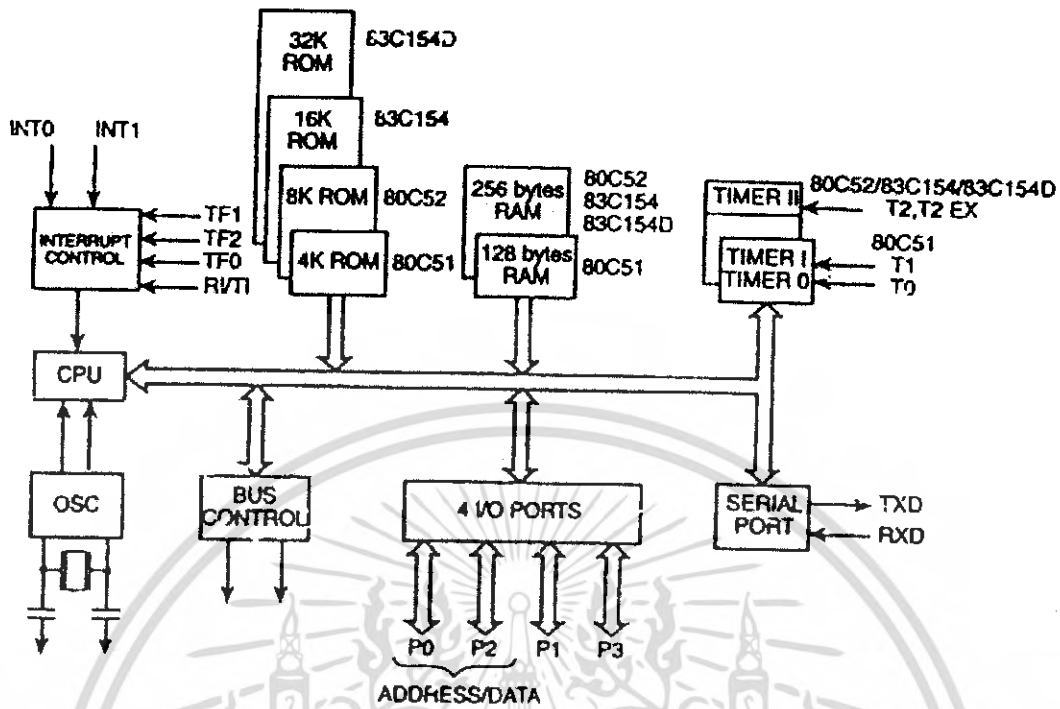 32K
ROM
83C154D
16K
ROM
83C154
INT0
INT1
8K ROM
80C52
4K ROM
80C51
256 bytes
RAM
80C52
83C154
83C154D
128 bytes
RAM
80C51
TIMER II
80C52/83C154/83C154D
T2,T2 EX
80C51
TIMER I
T1
TIMER 0
T0
INTERRUPT
CONTROL
TF1
TF2
TF0
RI/TI
CPU
OSC
BUS
CONTROL
4 I/O PORTS
SERIAL
PORT
TXD
RXD
P0
P2
P1
P3
ADDRESS/DATA